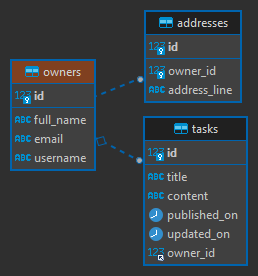 addresses
123 id
123 owner_id
ABC address_line
owners
123 id
ABC full_name
ABC email
ABC username
tasks
123 id
ABC title
ABC content
published_on
updated_on
123 owner_id